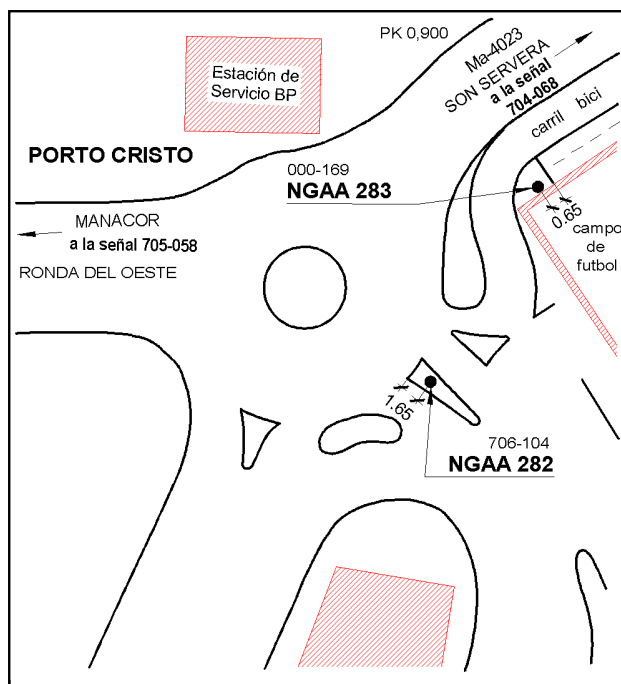 PK 0,900
Ma-4023
SON SERVERA
a la señal
704-068
carril bici
Estación de
Servicio BP
PORTO CRISTO
000-169
NGAA 283
0.65
campo
de
futbol
MANACOR
a la señal 705-058
RONDA DEL OESTE
1.65
706-104
NGAA 282